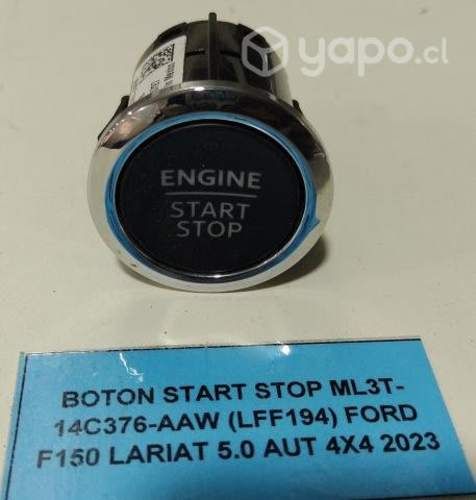 yapo.cl
ENGINE
START
STOP
BOTON START STOP ML3T-
14C376-AAW (LFF194) FORD
F150 LARIAT 5.0 AUT 4X4 2023